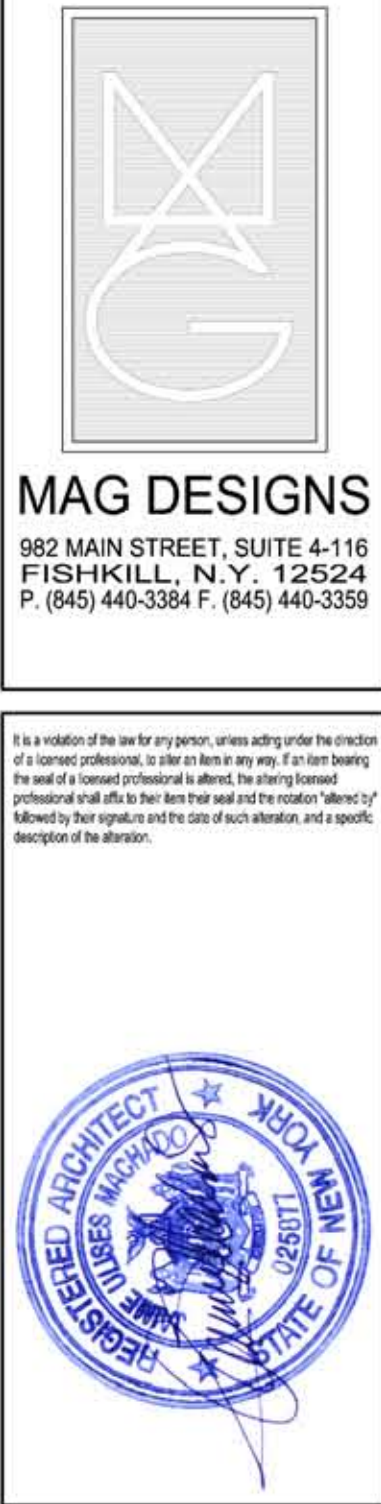 MAG DESIGNS
982 MAIN STREET, SUITE 4-116
FISHKILL, N.Y. 12524
P. (845) 440-3384 F. (845) 440-3359
It is a violation of the law for any person, unless acting under the direction
of a licensed professional, to alter an item in any way. If an item bearing
the seal of a licensed professional is altered, the altering licensed
professional shall affix to their item their seal and the notation "altered by"
followed by their signature and the date of such alteration, and a specific
description of the alteration.
REGISTERED ARCHITECT
STATE OF NEW YORK
JAIME ULISES MACHADO
025077